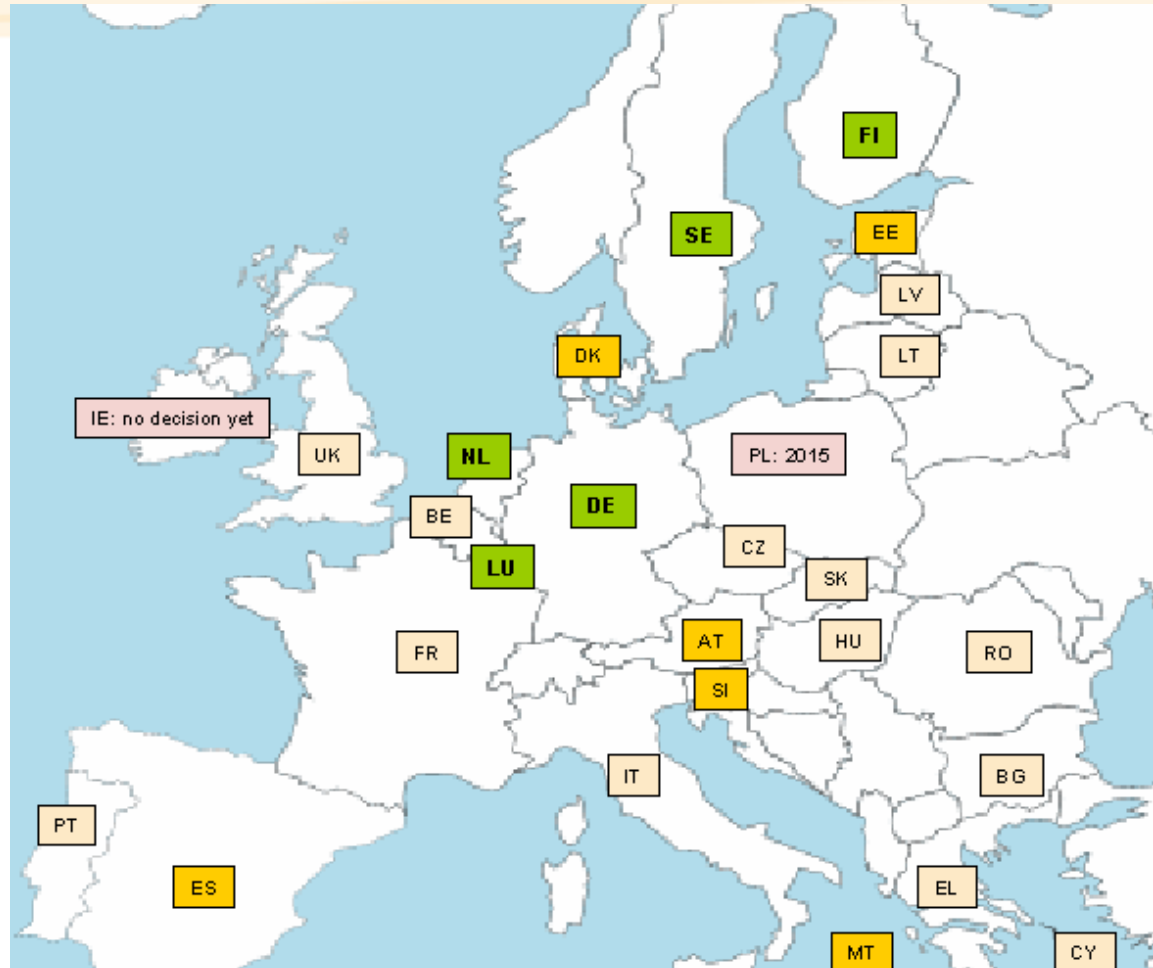 FI
SE
EE
LV
DK
LT
IE: no decision yet
UK
NL
PL: 2015
DE
BE
CZ
LU
SK
FR
AT
HU
RO
SI
IT
BG
PT
ES
EL
MT
CY